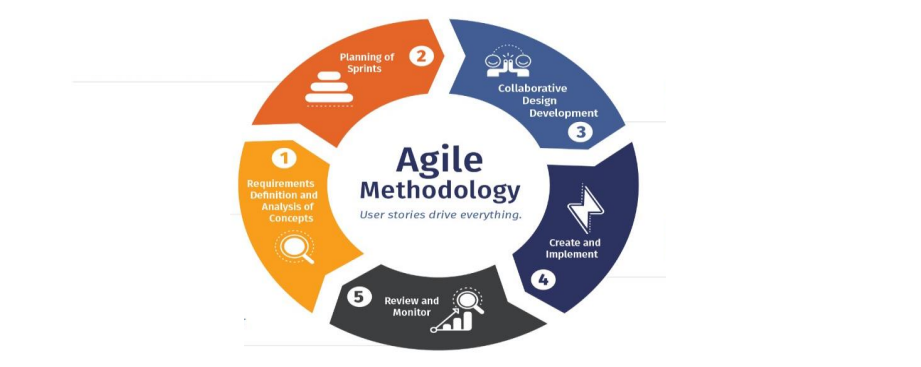 Agile
Methodology
User stories drive everything.
1
Requirements
Definition and
Analysis of
Concepts
2
Planning of
Sprints
Collaborative
Design
Development
3
Create and
Implement
4
5
Review and
Monitor